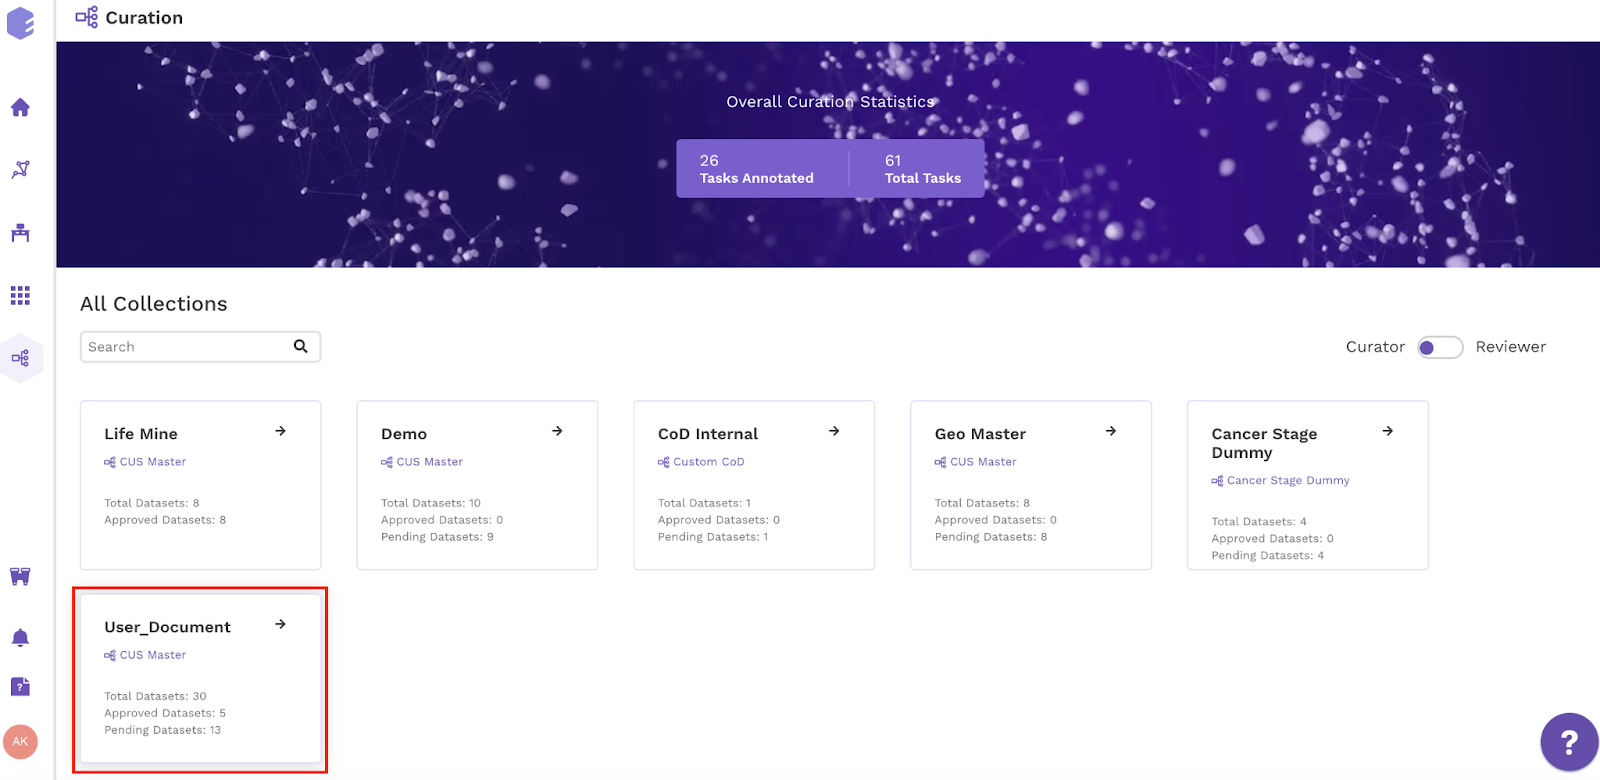 Curation
Overall Curation Statistics
26
Tasks Annotated
61
Total Tasks
All Collections
Search
Curator
Reviewer
Life Mine
CUS Master
Total Datasets: 8
Approved Datasets: 8
Demo
CUS Master
Total Datasets: 10
Approved Datasets: 0
Pending Datasets: 9
CoD Internal
Custom CoD
Total Datasets: 1
Approved Datasets: 0
Pending Datasets: 1
Geo Master
CUS Master
Total Datasets: 8
Approved Datasets: 0
Pending Datasets: 8
Cancer Stage
Dummy
Cancer Stage Dummy
Total Datasets: 4
Approved Datasets: 0
Pending Datasets: 4
User_Document
CUS Master
Total Datasets: 30
Approved Datasets: 5
Pending Datasets: 13
?
AK
?